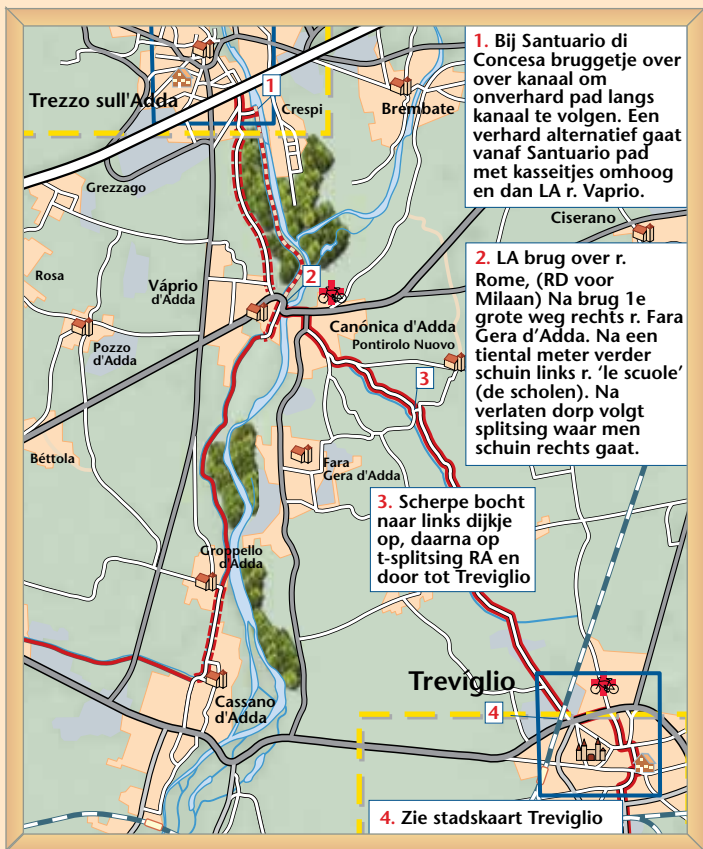 1. Bij Santuario di
Concesa bruggetje over
over kanaal om
onverhard pad langs
kanaal te volgen. Een
verhard alternatief gaat
vanaf Santuario pad
met kasseitjes omhoog
en dan LA r. Vaprio.
Trezzo sull'Adda
1
Crespi
Brembate
Grezzago
Ciserano
Rosa
Váprio
d'Adda
2
2. LA brug over r.
Rome, (RD voor
Milaan) Na brug 1e
grote weg rechts r. Fara
Gera d'Adda. Na een
tiental meter verder
schuin links r. ‘le scuole’
(de scholen). Na
verlaten dorp volgt
splitsing waar men
schuin rechts gaat.
Canónica d'Adda
Pontirolo Nuovo
Pozzo
d'Adda
3
Béttola
Fara
Gera d'Adda
3. Scherpe bocht
naar links dijkje
op, daarna op
t-splitsing RA en
door tot Treviglio
Groppello
d'Adda
Treviglio
Cassano
d'Adda
4
4. Zie stadskaart Treviglio